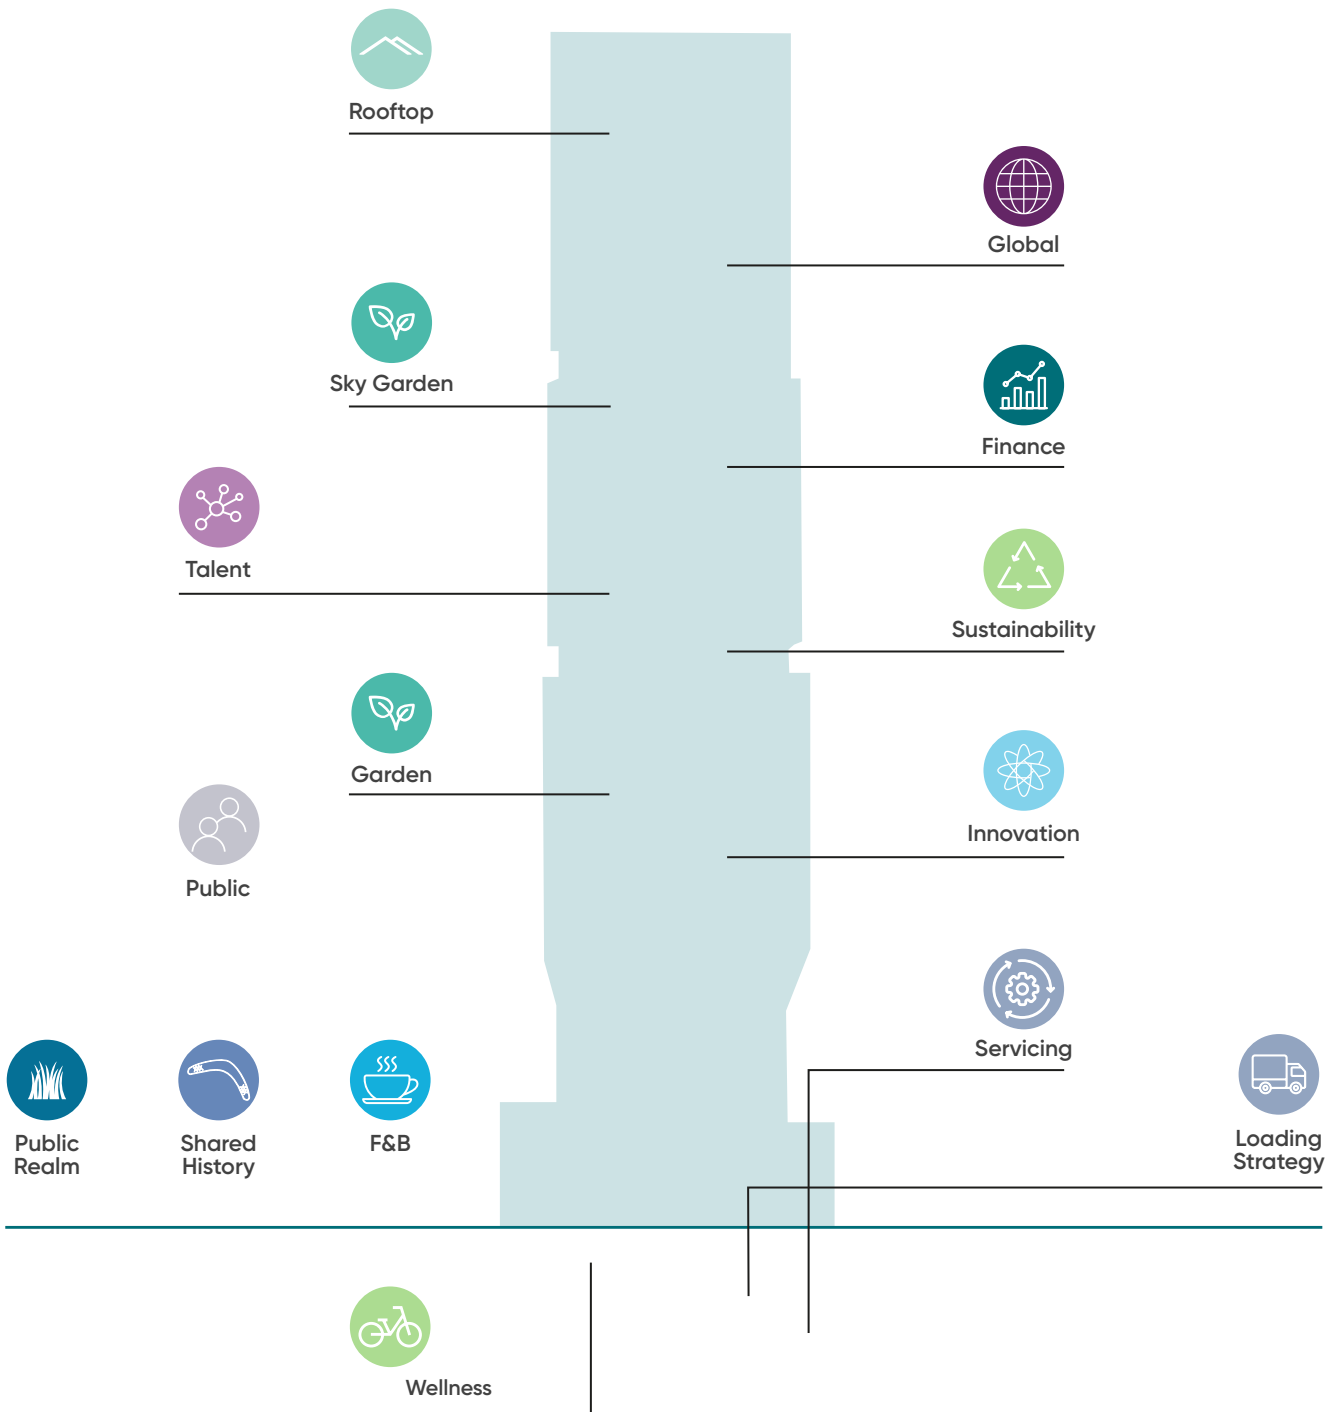 Rooftop
Global
Sky Garden
Finance
Talent
Sustainability
Garden
Innovation
Public
Servicing
Public
Realm
Shared
History
F&B
Loading
Strategy
Wellness